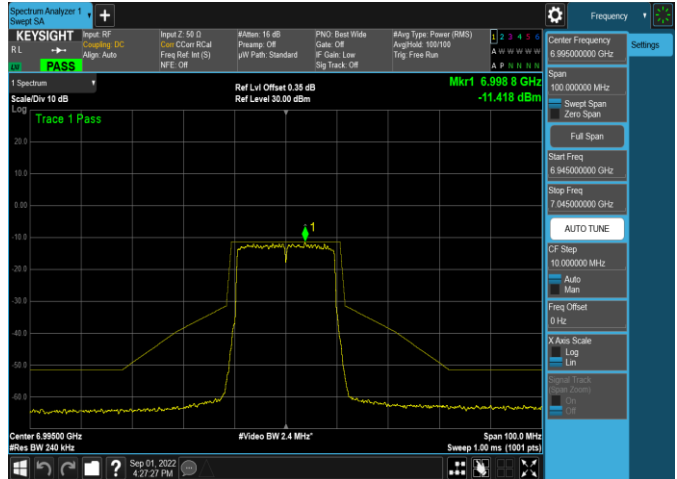 Spectrum Analyzer 1
Swept SA
Frequency
KEYSIGHT
RL
PASS
Input: RF
Coupling: DC
Align: Auto
Input Z: 50 Ω
Corr CCorr RCal
Freq Ref: Int (S)
NFE: Off
#Atten: 16 dB
Preamp: Off
µW Path: Standard
PNO: Best Wide
Gate: Off
IF Gain: Low
Sig Track: Off
#Avg Type: Power (RMS)
Avg|Hold: 100/100
Trig: Free Run
1 2 3 4 5 6
A W W W W W
A P N N N N
1 Spectrum
Scale/Div 10 dB
Log
Ref Lvl Offset 0.35 dB
Ref Level 30.00 dBm
Mkr1 6.998 8 GHz
-11.418 dBm
Trace 1 Pass
20.0
10.0
0.00
-10.0
-20.0
-30.0
-40.0
-50.0
-60.0
1
Center 6.99500 GHz
#Res BW 240 kHz
#Video BW 2.4 MHz*
Span 100.0 MHz
Sweep 1.00 ms (1001 pts)
Sep 01, 2022
4:27:27 PM
Center Frequency
6.995000000 GHz
Span
100.000000 MHz
Swept Span
Zero Span
Full Span
Start Freq
6.945000000 GHz
Stop Freq
7.045000000 GHz
AUTO TUNE
CF Step
10.000000 MHz
Auto
Man
Freq Offset
0 Hz
X Axis Scale
Log
Lin
Signal Track
(Span Zoom)
On
Off
Settings